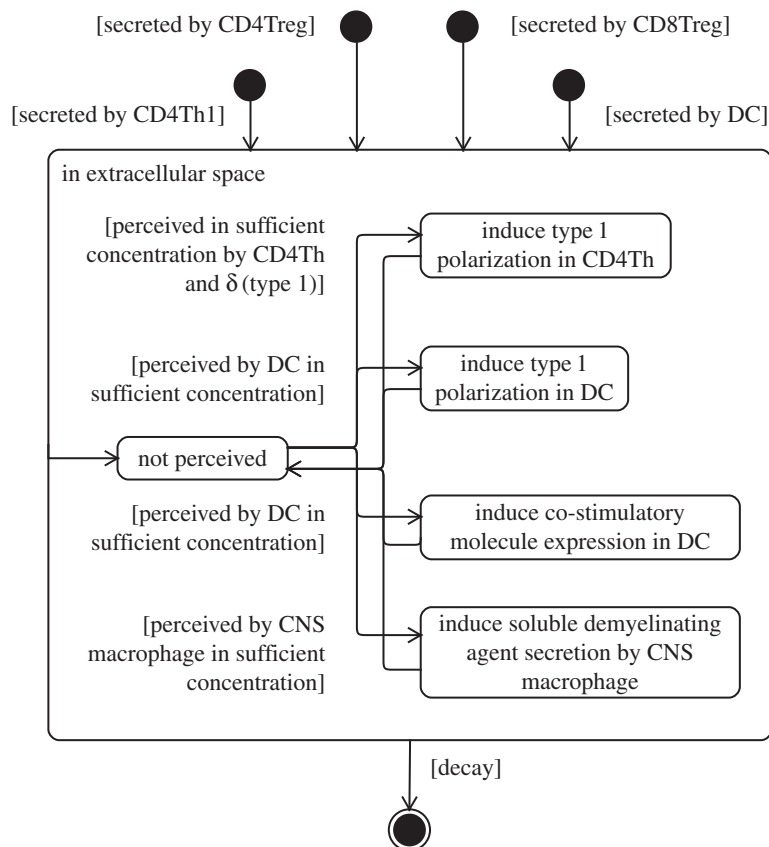 [secreted by CD4Treg]
[secreted by CD8Treg]
[secreted by CD4Th1]
[secreted by DC]
in extracellular space
[perceived in sufficient
concentration by CD4Th
and δ (type 1)]
induce type 1
polarization in CD4Th
[perceived by DC in
sufficient concentration]
induce type 1
polarization in DC
not perceived
[perceived by DC in
sufficient concentration]
induce co-stimulatory
molecule expression in DC
[perceived by CNS
macrophage in sufficient
concentration]
induce soluble demyelinating
agent secretion by CNS
macrophage
[decay]